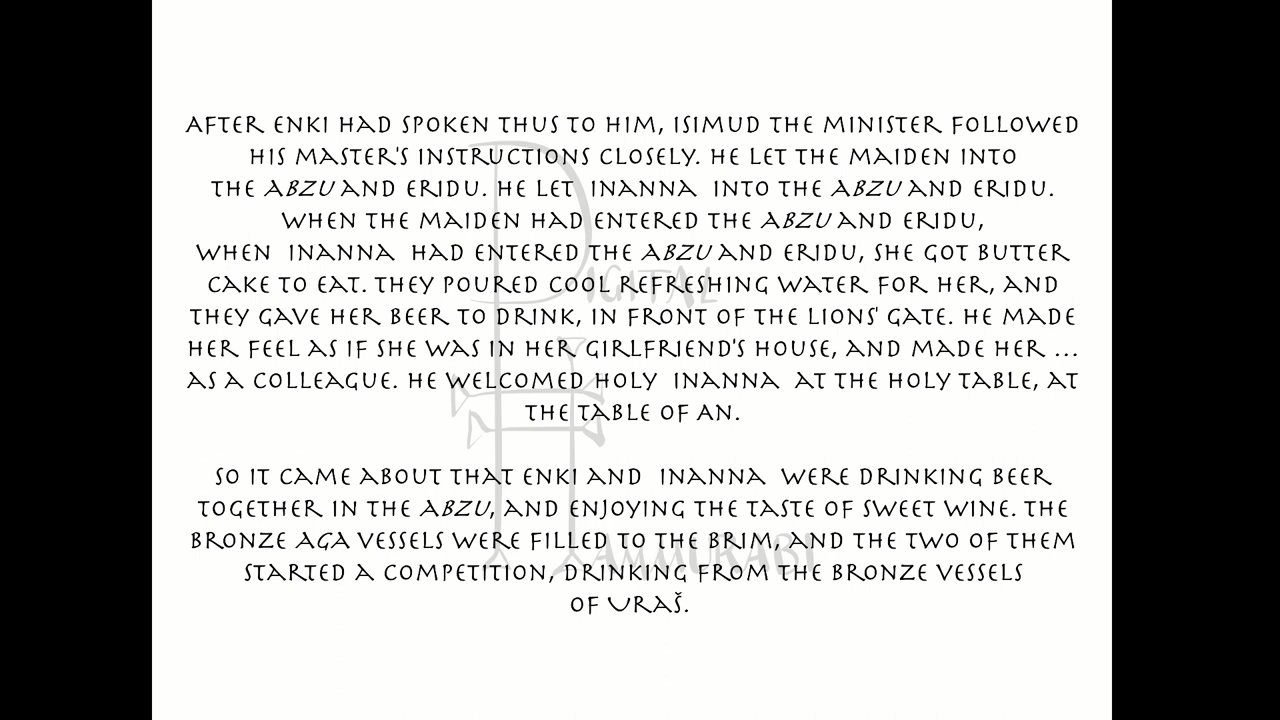 After Enki had spoken thus to him, Isimud the minister followed
his master's instructions closely. He let the maiden into
the abzu and Eridu. He let Inanna into the abzu and Eridu.
When the maiden had entered the abzu and Eridu,
when Inanna had entered the abzu and Eridu, she got butter
cake to eat. They poured cool refreshing water for her, and
they gave her beer to drink, in front of the Lions' Gate. He made
her feel as if she was in her girlfriend's house, and made her …
as a colleague. He welcomed holy Inanna at the holy table, at
the table of An.
So it came about that Enki and Inanna were drinking beer
together in the abzu, and enjoying the taste of sweet wine. The
bronze aga vessels were filled to the brim, and the two of them
started a competition, drinking from the bronze vessels
of Uraš.
Digital
Hammurabi